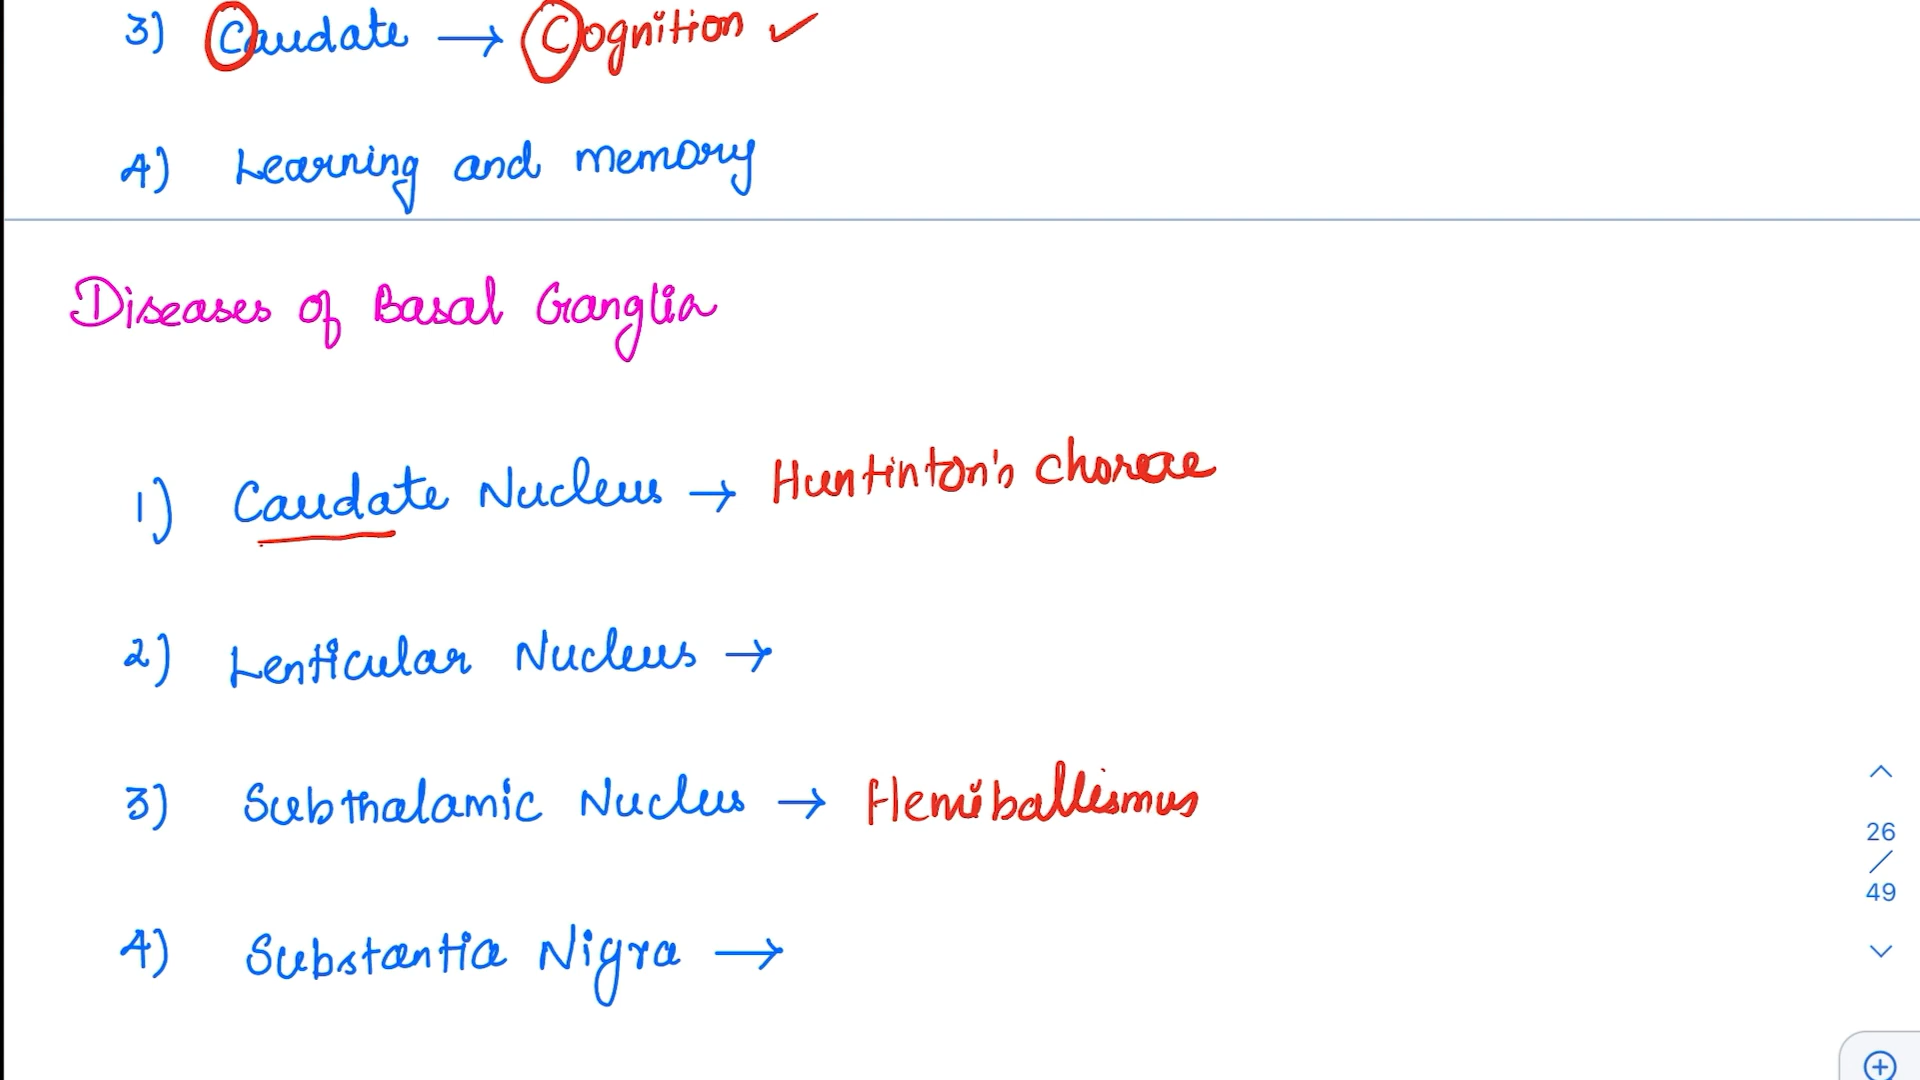 3) Caudate → Cognition ✓
4) Learning and memory
Diseases of Basal Ganglia
1) Caudate Nucleus → Huntinton's Choreae
2) Lenticular Nucleus →
3) Subthalamic Nucleus → Hemiballismus
4) Substantia Nigra →
26
/
49